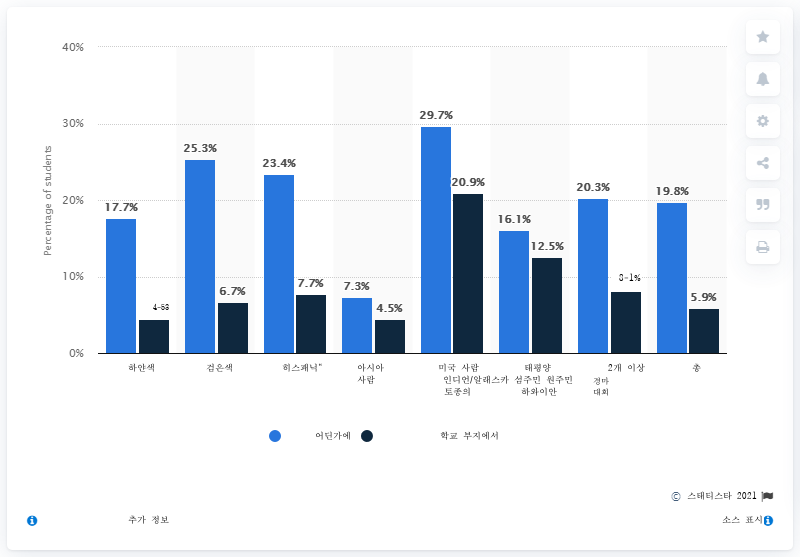 40%
30%
20%
10%
0%
Percentage of students
17.7%
25.3%
6.7%
23.4%
7.7%
7.3%
4.5%
29.7%
20.9%
16.1%
12.5%
20.3%
19.8%
5.9%
하얀색
검은색
히스패닉"
아시아
사람
미국 사람
인디언/알래스카
토종의
태평양
섬주민 원주민
하와이안
2개 이상
경마
대회
총
어딘가에
학교 부지에서
© 스태티스타 2021
추가 정보
소스 표시